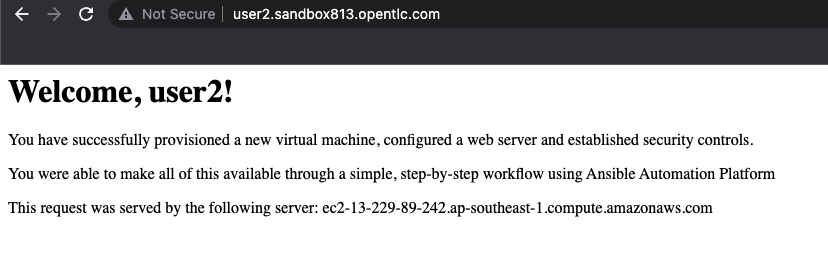 Not Secure user2.sandbox813.opentlc.com
Welcome, user2!
You have successfully provisioned a new virtual machine, configured a web server and established security controls.
You were able to make all of this available through a simple, step-by-step workflow using Ansible Automation Platform
This request was served by the following server: ec2-13-229-89-242.ap-southeast-1.compute.amazonaws.com